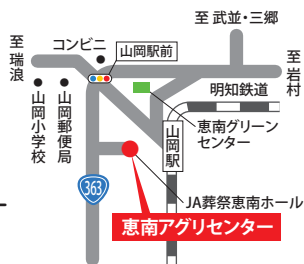 至 武並・三郷
至瑞浪
コンビニ
山岡駅前
至岩村
明知鉄道
山岡小学校
山岡郵便局
恵南グリーン
センター
山岡駅
363
JA葬祭恵南ホール
恵南アグリセンター